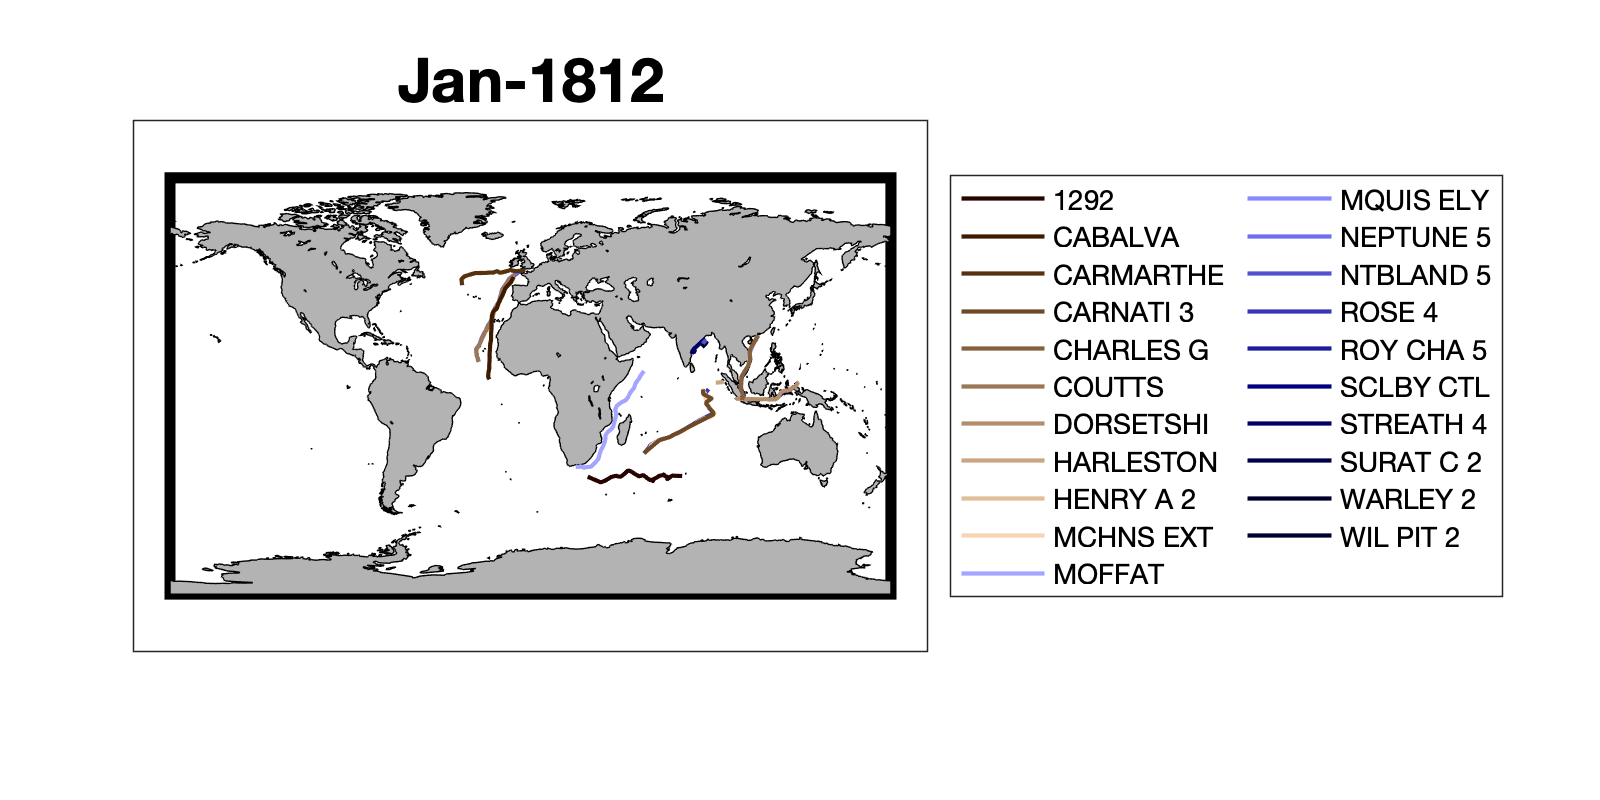 Jan-1812
1292
CABALVA
CARMARTHE
CARNATI 3
CHARLES G
COUTTS
DORSETSHI
HARLESTON
HENRY A 2
MCHNS EXT
MOFFAT
MQUIS ELY
NEPTUNE 5
NTBLAND 5
ROSE 4
ROY CHA 5
SCLBY CTL
STREATH 4
SURAT C 2
WARLEY 2
WIL PIT 2